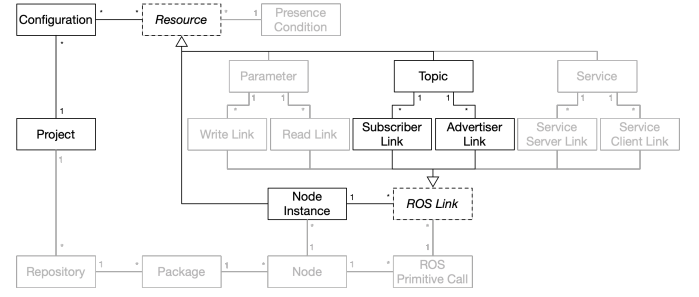 Configuration
*
*
Resource
*
1
Presence
Condition
*
Parameter
Topic
Service
1
1
1
1
1
1
*
*
*
*
*
*
1
Project
Write Link
Read Link
Subscriber
Link
Advertiser
Link
Service
Server Link
Service
Client Link
1
Node
Instance
1
*
ROS Link
*
*
*
1
1
Repository
1
*
Package
1
*
Node
1
*
ROS
Primitive Call